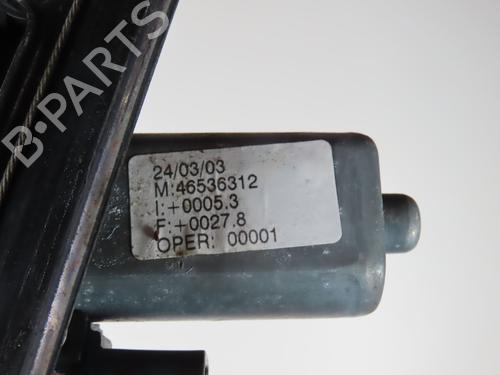 B-PARTS
24/03/03
M:46536312
I:+0005.3
F:+0027.8
OPER: 00001